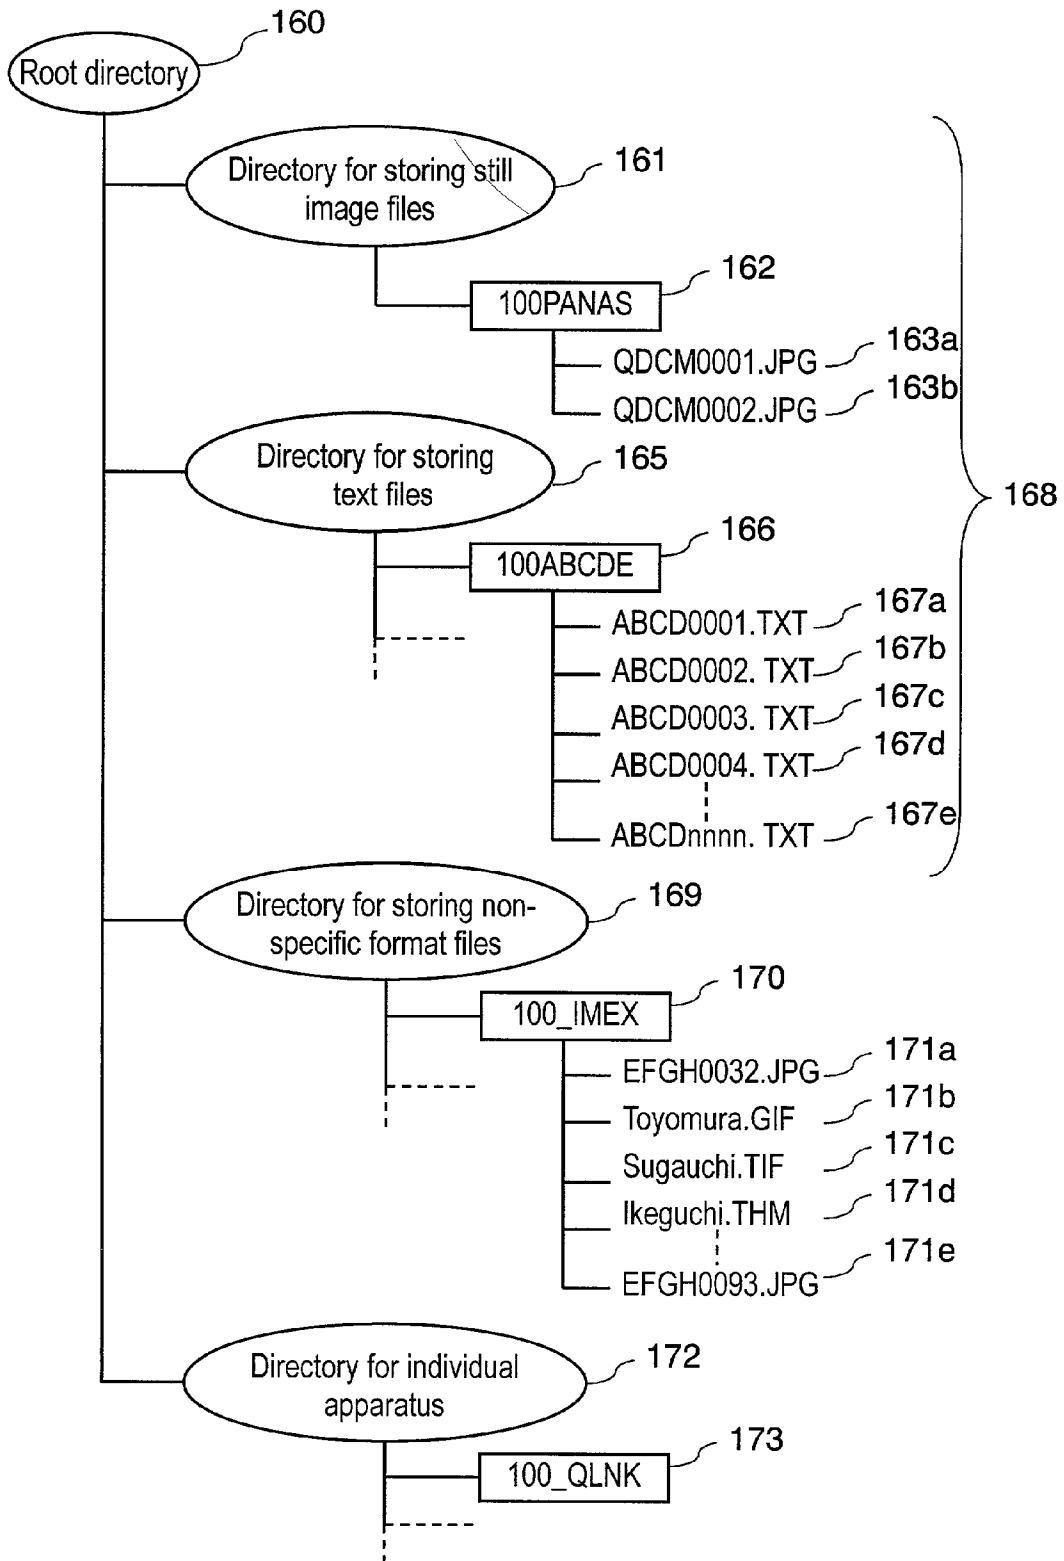 160
Root directory
Directory for storing still
image files
161
162
100PANAS
QDCM0001.JPG
163a
QDCM0002.JPG
163b
Directory for storing
text files
165
168
166
100ABCDE
ABCD0001.TXT
167a
ABCD0002. TXT
167b
ABCD0003. TXT
167c
ABCD0004. TXT
167d
ABCDnnnn. TXT
167e
Directory for storing non-
specific format files
169
170
100_IMEX
EFGH0032.JPG
171a
Toyomura.GIF
171b
Sugauchi.TIF
171c
Ikeguchi.THM
171d
EFGH0093.JPG
171e
Directory for individual
apparatus
172
173
100_QLNK